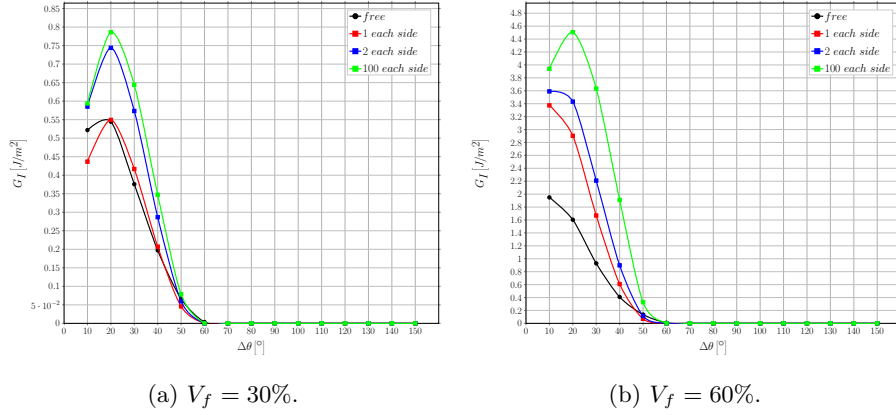 0.85
0.8
0.75
0.7
0.65
0.6
0.55
0.5
0.45
0.4
0.35
0.3
0.25
0.2
0.15
0.1
5 · 10⁻²
0
G_I [J/m²]
0 10 20 30 40 50 60 70 80 90 100 110 120 130 140 150
Δθ [°]
free
1 each side
2 each side
100 each side
(a) V_f = 30%.
4.8
4.6
4.4
4.2
4
3.8
3.6
3.4
3.2
3
2.8
2.6
2.4
2.2
2
1.8
1.6
1.4
1.2
1
0.8
0.6
0.4
0.2
0
G_I [J/m²]
0 10 20 30 40 50 60 70 80 90 100 110 120 130 140 150
Δθ [°]
free
1 each side
2 each side
100 each side
(b) V_f = 60%.